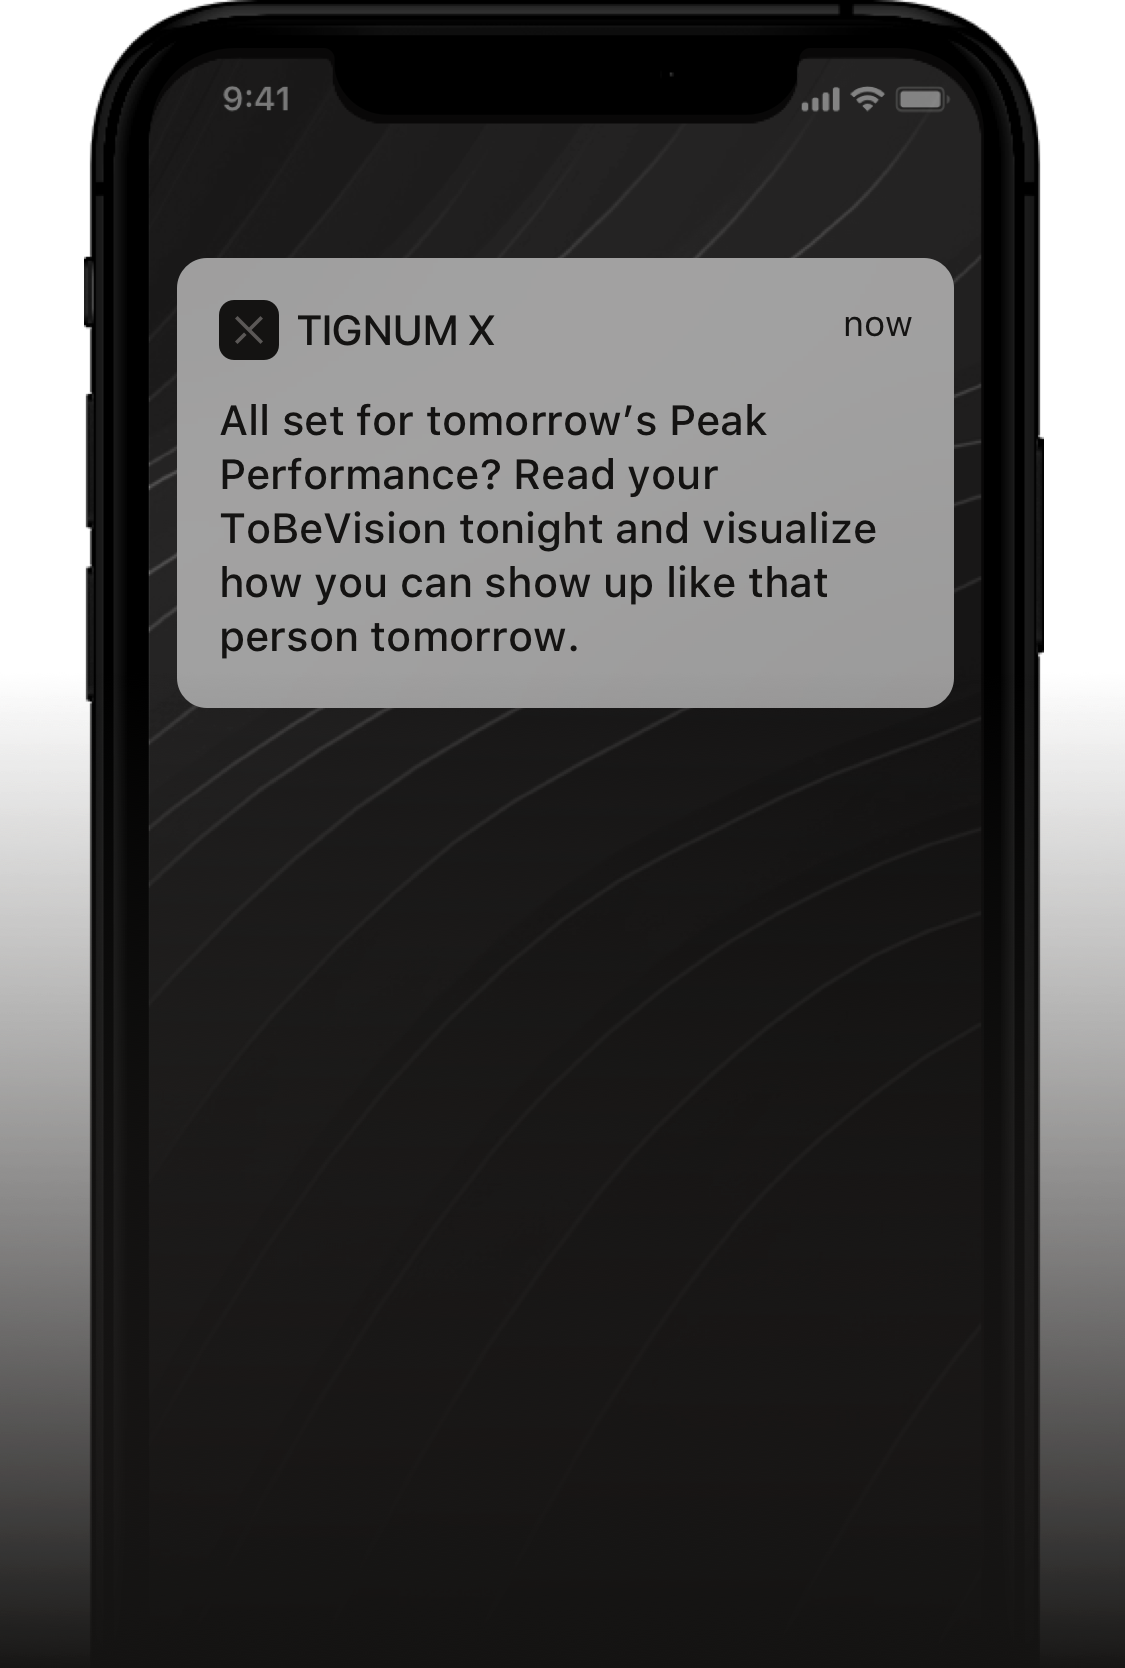 9:41
TIGNUM X
now
All set for tomorrow’s Peak
Performance? Read your
ToBeVision tonight and visualize
how you can show up like that
person tomorrow.